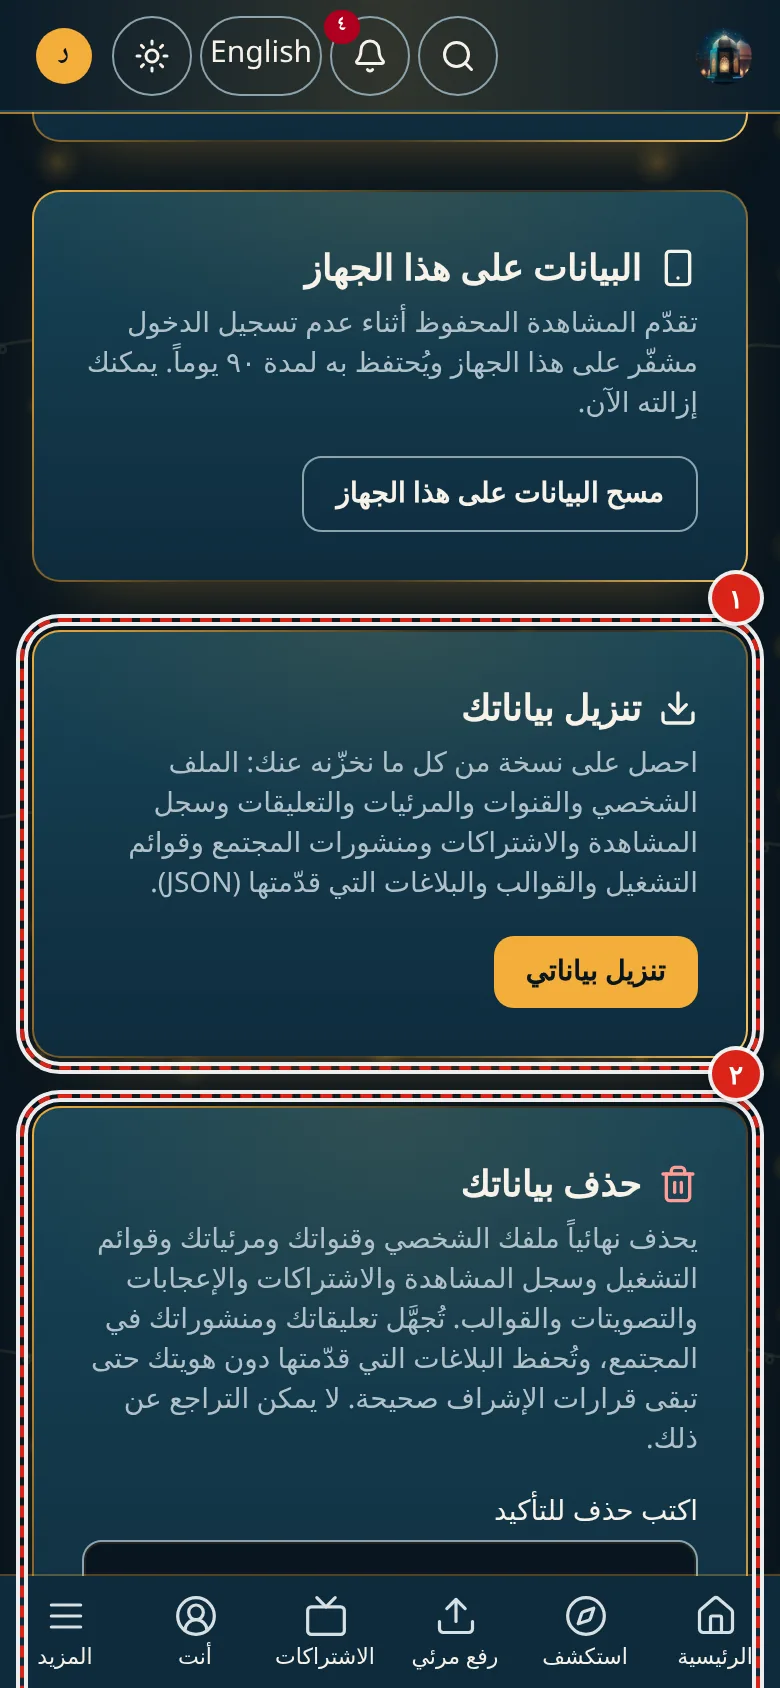 ٤
English
ر
البيانات على هذا الجهاز
تقدّم المشاهدة المحفوظ أثناء عدم تسجيل الدخول
مشفّر على هذا الجهاز ويُحتفظ به لمدة ٩٠ يوماً. يمكنك
إزالته الآن.
مسح البيانات على هذا الجهاز
١
تنزيل بياناتك
احصل على نسخة من كل ما نخزّنه عنك: الملف
الشخصي والقنوات والمرئيات والتعليقات وسجل
المشاهدة والاشتراكات ومنشورات المجتمع وقوائم
التشغيل والقوالب والبلاغات التي قدّمتها (JSON).
تنزيل بياناتي
٢
حذف بياناتك
يحذف نهائياً ملفك الشخصي وقنواتك ومرئياتك وقوائم
التشغيل وسجل المشاهدة والاشتراكات والإعجابات
والتصويتات والقوالب. تُجهَّل تعليقاتك ومنشوراتك في
المجتمع، وتُحفظ البلاغات التي قدّمتها دون هويتك حتى
تبقى قرارات الإشراف صحيحة. لا يمكن التراجع عن
ذلك.
اكتب حذف للتأكيد
الرئيسية
استكشف
رفع مرئي
الاشتراكات
أنت
المزيد